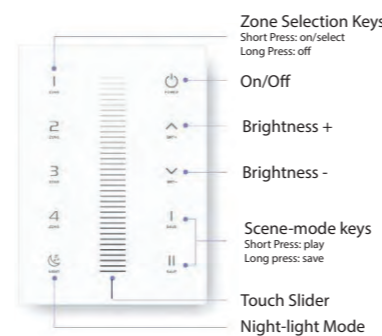 Zone Selection Keys
Short Press: on/select
Long Press: off
1
On/Off
2
Brightness +
3
Brightness -
4
I
Scene-mode keys
Short Press: play
Long press: save
II
Touch Slider
Night-light Mode